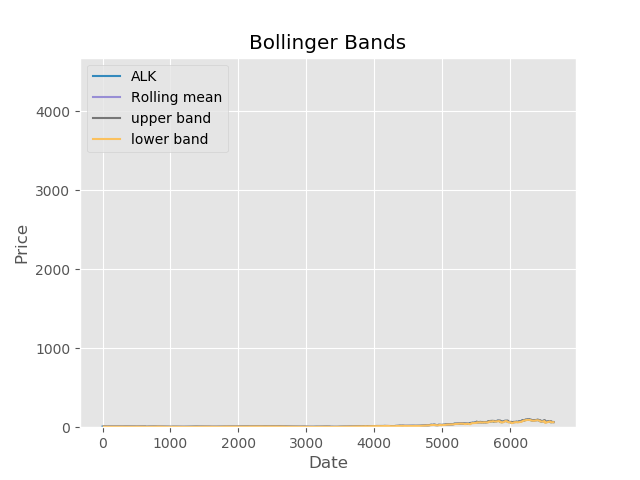 Bollinger Bands
ALK
Rolling mean
upper band
lower band
4000
3000
2000
1000
0
Price
0 1000 2000 3000 4000 5000 6000
Date